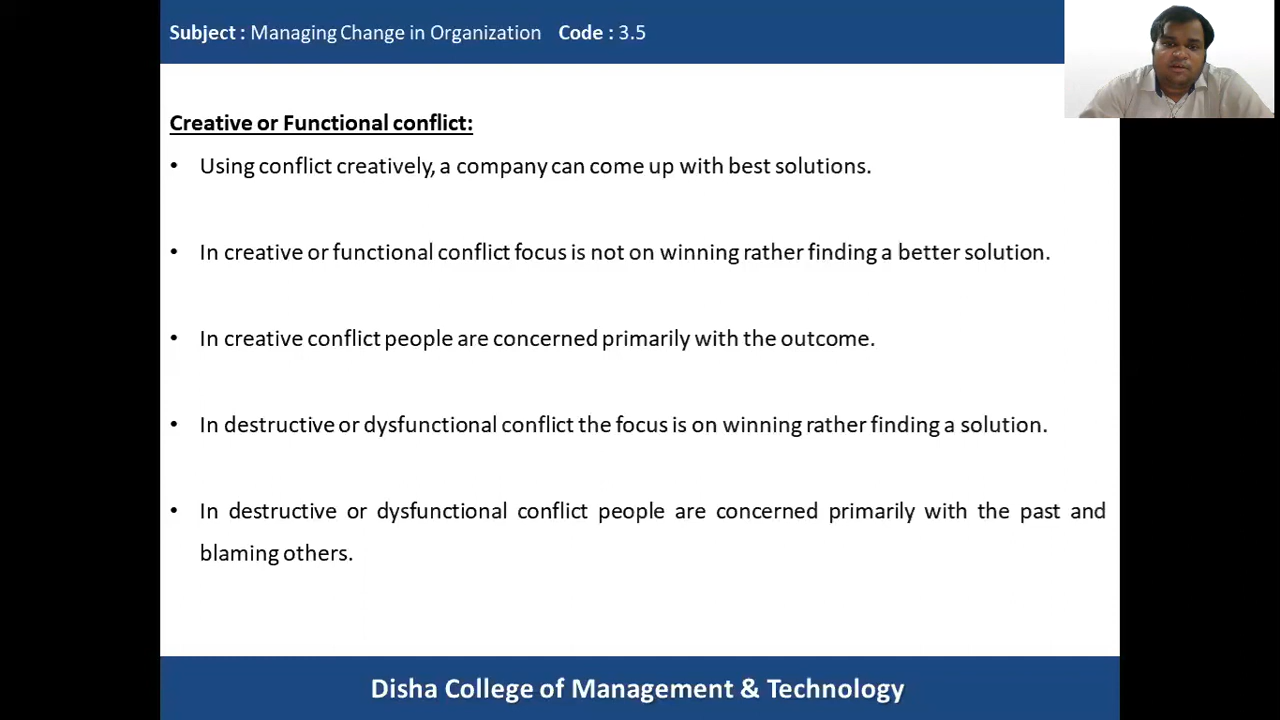 Subject : Managing Change in Organization Code : 3.5
Creative or Functional conflict:
• Using conflict creatively, a company can come up with best solutions.
• In creative or functional conflict focus is not on winning rather finding a better solution.
• In creative conflict people are concerned primarily with the outcome.
• In destructive or dysfunctional conflict the focus is on winning rather finding a solution.
• In destructive or dysfunctional conflict people are concerned primarily with the past and
blaming others.
Disha College of Management & Technology